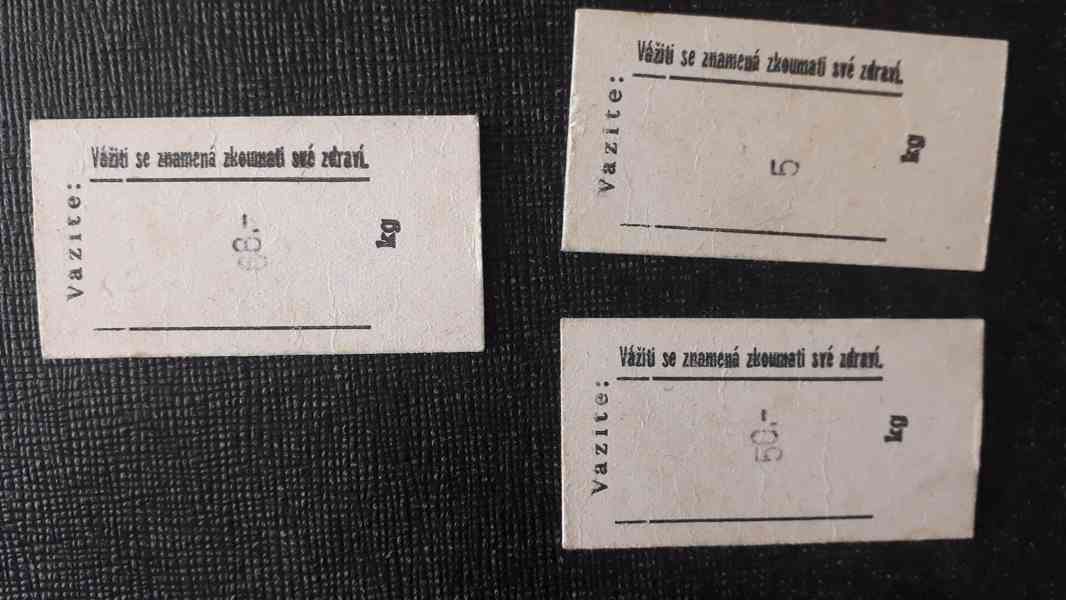 Vážiti se znamená zkoumati své zdraví.
Vazite:
88.-
kg
Vážiti se znamená zkoumati své zdraví.
Vazite:
5
kg
Vážiti se znamená zkoumati své zdraví.
Vazite:
50.-
kg